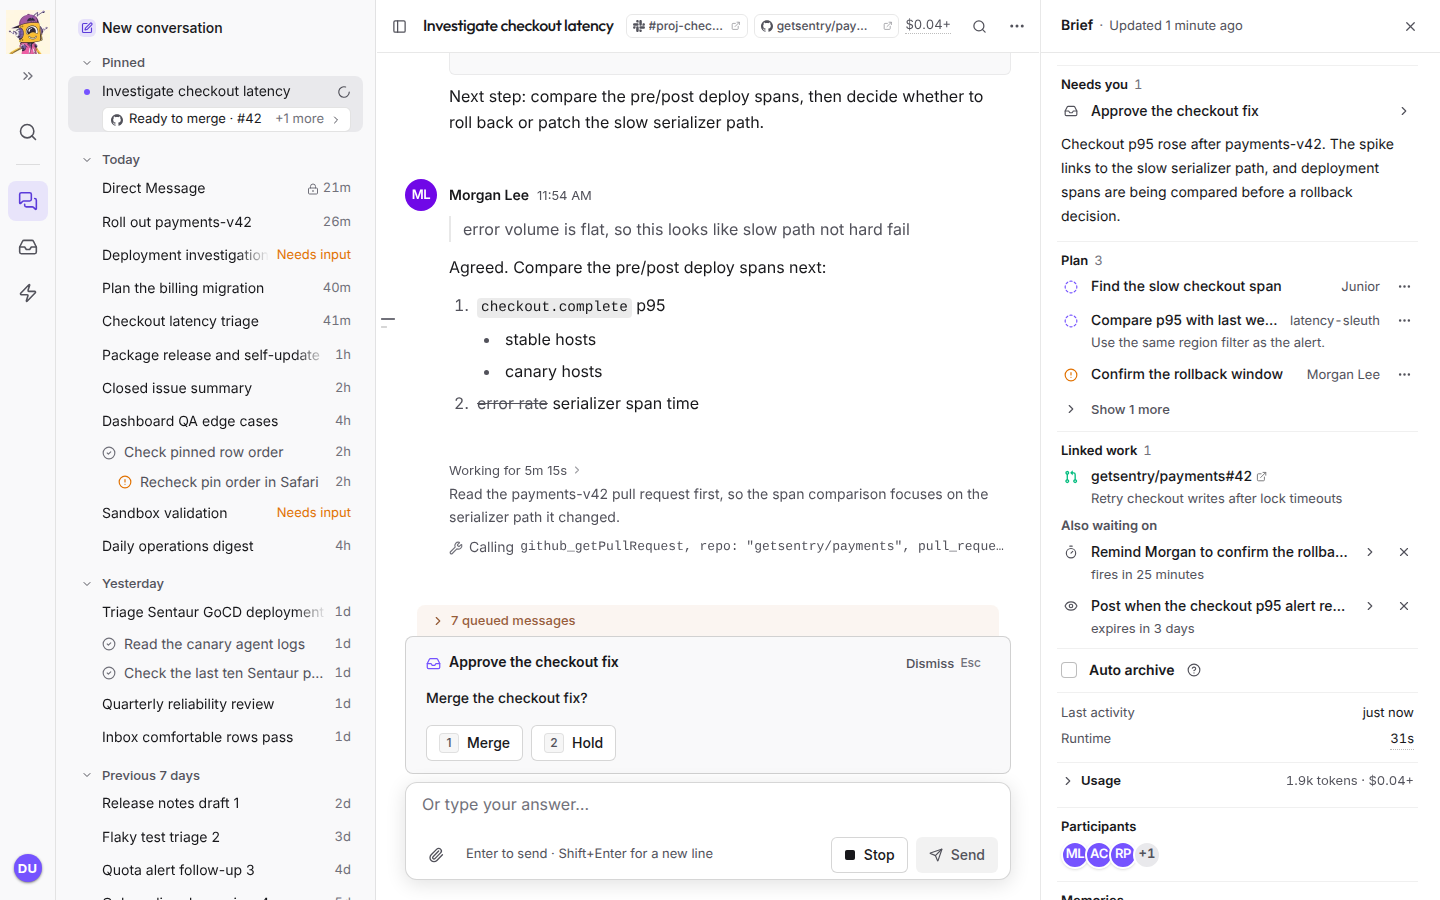 New conversation
Pinned
Investigate checkout latency
Ready to merge · #42 +1 more
Today
Direct Message 21m
Roll out payments-v42 26m
Deployment investigation Needs input
Plan the billing migration 40m
Checkout latency triage 41m
Package release and self-update 1h
Closed issue summary 2h
Dashboard QA edge cases 4h
Check pinned row order 2h
Recheck pin order in Safari 2h
Sandbox validation Needs input
Daily operations digest 4h
Yesterday
Triage Sentaur GoCD deployment 1d
Read the canary agent logs 1d
Check the last ten Sentaur p... 1d
Quarterly reliability review 1d
Inbox comfortable rows pass 1d
Previous 7 days
Release notes draft 1 2d
Flaky test triage 2 3d
Quota alert follow-up 3 4d
DU
Investigate checkout latency #proj-chec... getsentry/pay... $0.04+
Next step: compare the pre/post deploy spans, then decide whether to
roll back or patch the slow serializer path.
ML Morgan Lee 11:54 AM
error volume is flat, so this looks like slow path not hard fail
Agreed. Compare the pre/post deploy spans next:
1. checkout.complete p95
• stable hosts
• canary hosts
2. error rate serializer span time
Working for 5m 15s
Read the payments-v42 pull request first, so the span comparison focuses on the
serializer path it changed.
Calling github_getPullRequest, repo: "getsentry/payments", pull_reque…
7 queued messages
Approve the checkout fix Dismiss Esc
Merge the checkout fix?
1 Merge 2 Hold
Or type your answer...
Enter to send · Shift+Enter for a new line Stop Send
Brief · Updated 1 minute ago
Needs you 1
Approve the checkout fix
Checkout p95 rose after payments-v42. The spike
links to the slow serializer path, and deployment
spans are being compared before a rollback
decision.
Plan 3
Find the slow checkout span Junior
Compare p95 with last we... latency-sleuth
Use the same region filter as the alert.
Confirm the rollback window Morgan Lee
Show 1 more
Linked work 1
getsentry/payments#42
Retry checkout writes after lock timeouts
Also waiting on
Remind Morgan to confirm the rollba...
fires in 25 minutes
Post when the checkout p95 alert re...
expires in 3 days
Auto archive
Last activity just now
Runtime 31s
Usage 1.9k tokens · $0.04+
Participants
ML AC RP +1